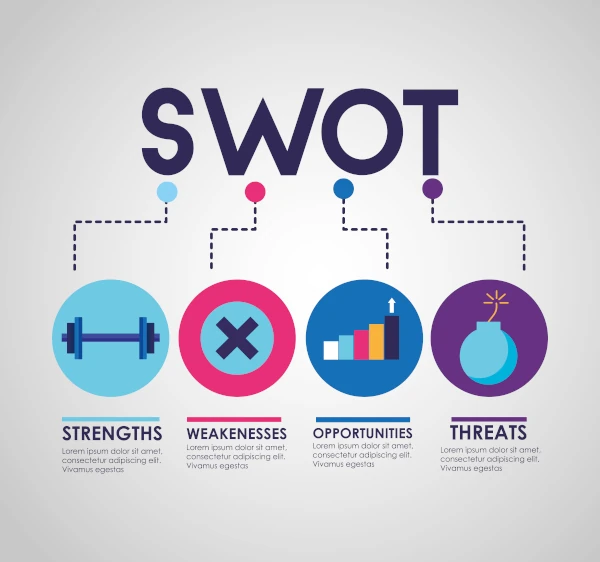 SWOT
STRENGTHS
Lorem ipsum dolor sit amet,
consectetur adipiscing elit.
Vivamus egestas
WEAKENESSES
Lorem ipsum dolor sit amet,
consectetur adipiscing elit.
Vivamus egestas
OPPORTUNITIES
Lorem ipsum dolor sit amet,
consectetur adipiscing elit.
Vivamus egestas
THREATS
Lorem ipsum dolor sit amet,
consectetur adipiscing elit.
Vivamus egestas